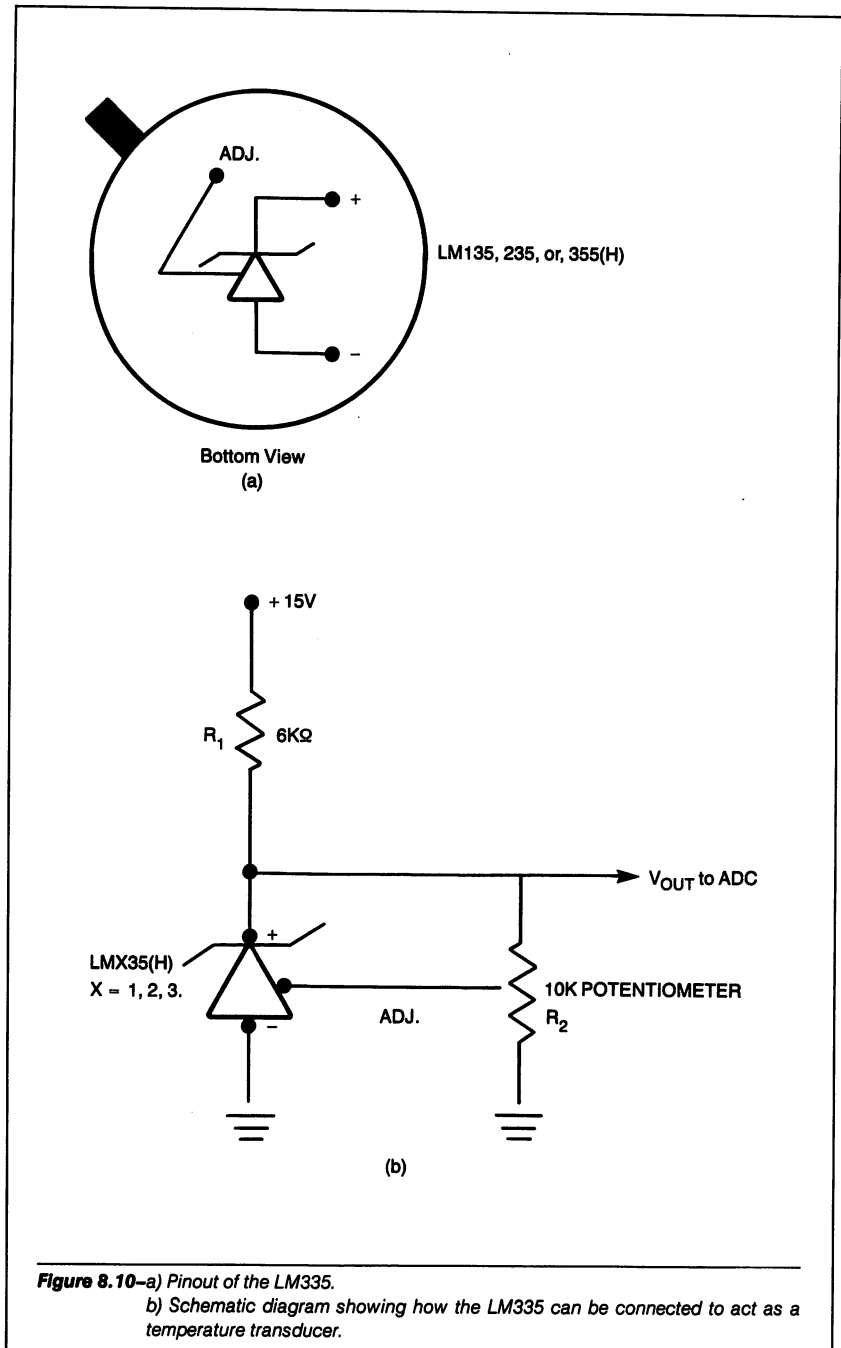 ADJ.
+
LM135, 235, or, 355(H)
–
Bottom View
(a)
+ 15V
R1 6KΩ
VOUT to ADC
+
LMX35(H)
X = 1, 2, 3.
10K POTENTIOMETER
ADJ.
R2
–
(b)
Figure 8.10–a) Pinout of the LM335.
b) Schematic diagram showing how the LM335 can be connected to act as a
temperature transducer.